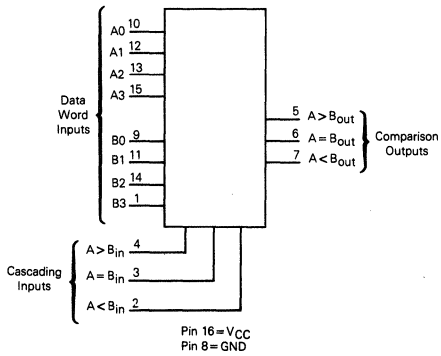 A0 10
A1 12
A2 13
A3 15
Data
Word
Inputs
B0 9
B1 11
B2 14
B3 1
5 A > Bout
6 A = Bout
7 A < Bout
Comparison
Outputs
A > Bin 4
A = Bin 3
A < Bin 2
Cascading
Inputs
Pin 16 = VCC
Pin 8 = GND